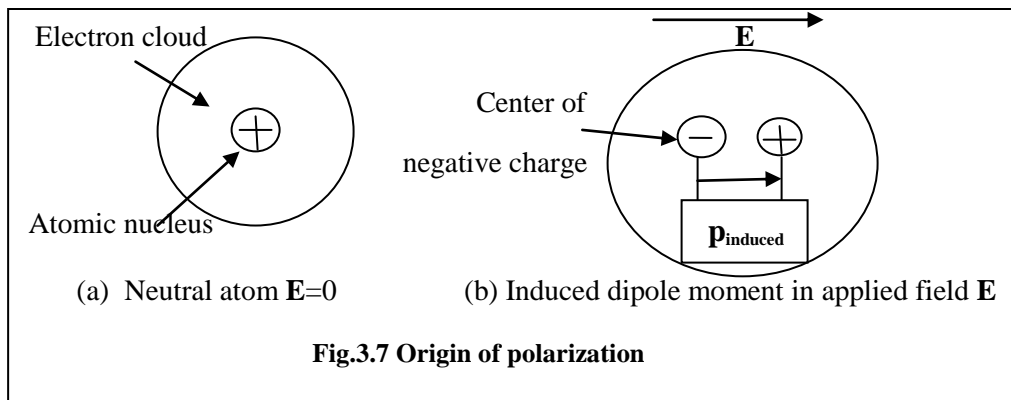 Electron cloud
Atomic nucleus
(a) Neutral atom E=0
E
Center of
negative charge
− +
p_induced
(b) Induced dipole moment in applied field E
Fig.3.7 Origin of polarization